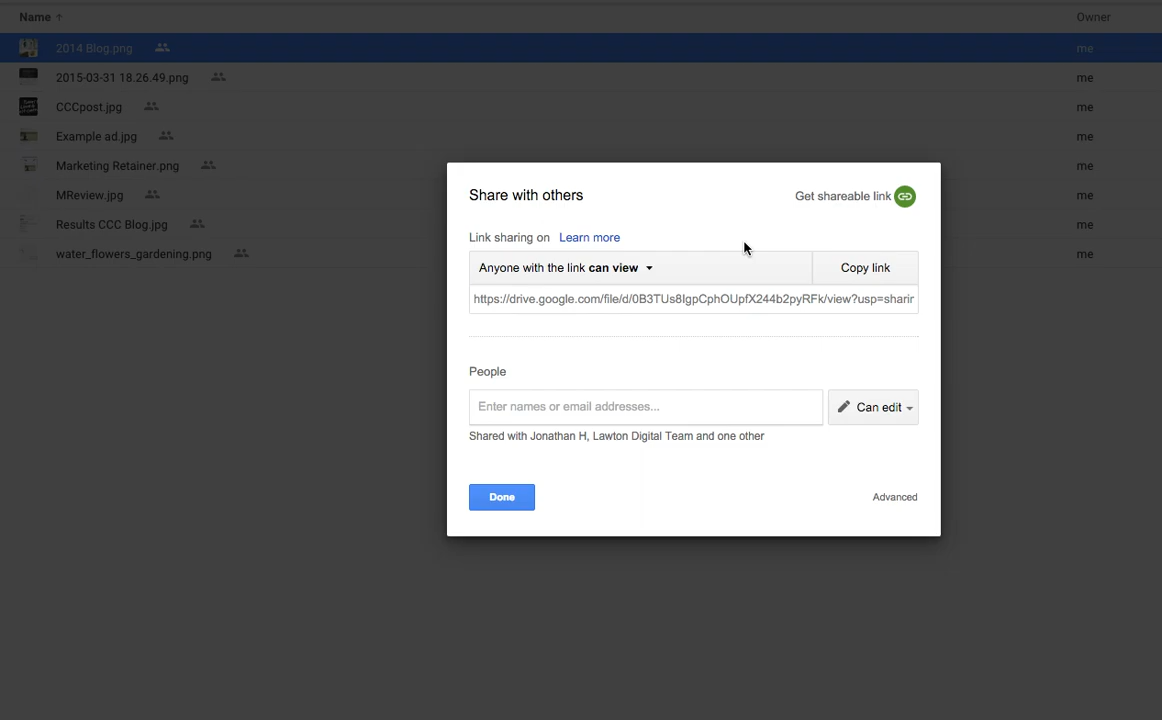 Name ↑ Owner
2014 Blog.png me
2015-03-31 18.26.49.png me
CCCpost.jpg me
Example ad.jpg me
Marketing Retainer.png me
MReview.jpg me
Results CCC Blog.jpg me
water_flowers_gardening.png me
Share with others Get shareable link
Link sharing on Learn more
Anyone with the link can view Copy link
https://drive.google.com/file/d/0B3TUs8IgpCphOUpfX244b2pyRFk/view?usp=sharin
People
Enter names or email addresses... Can edit
Shared with Jonathan H, Lawton Digital Team and one other
Done Advanced